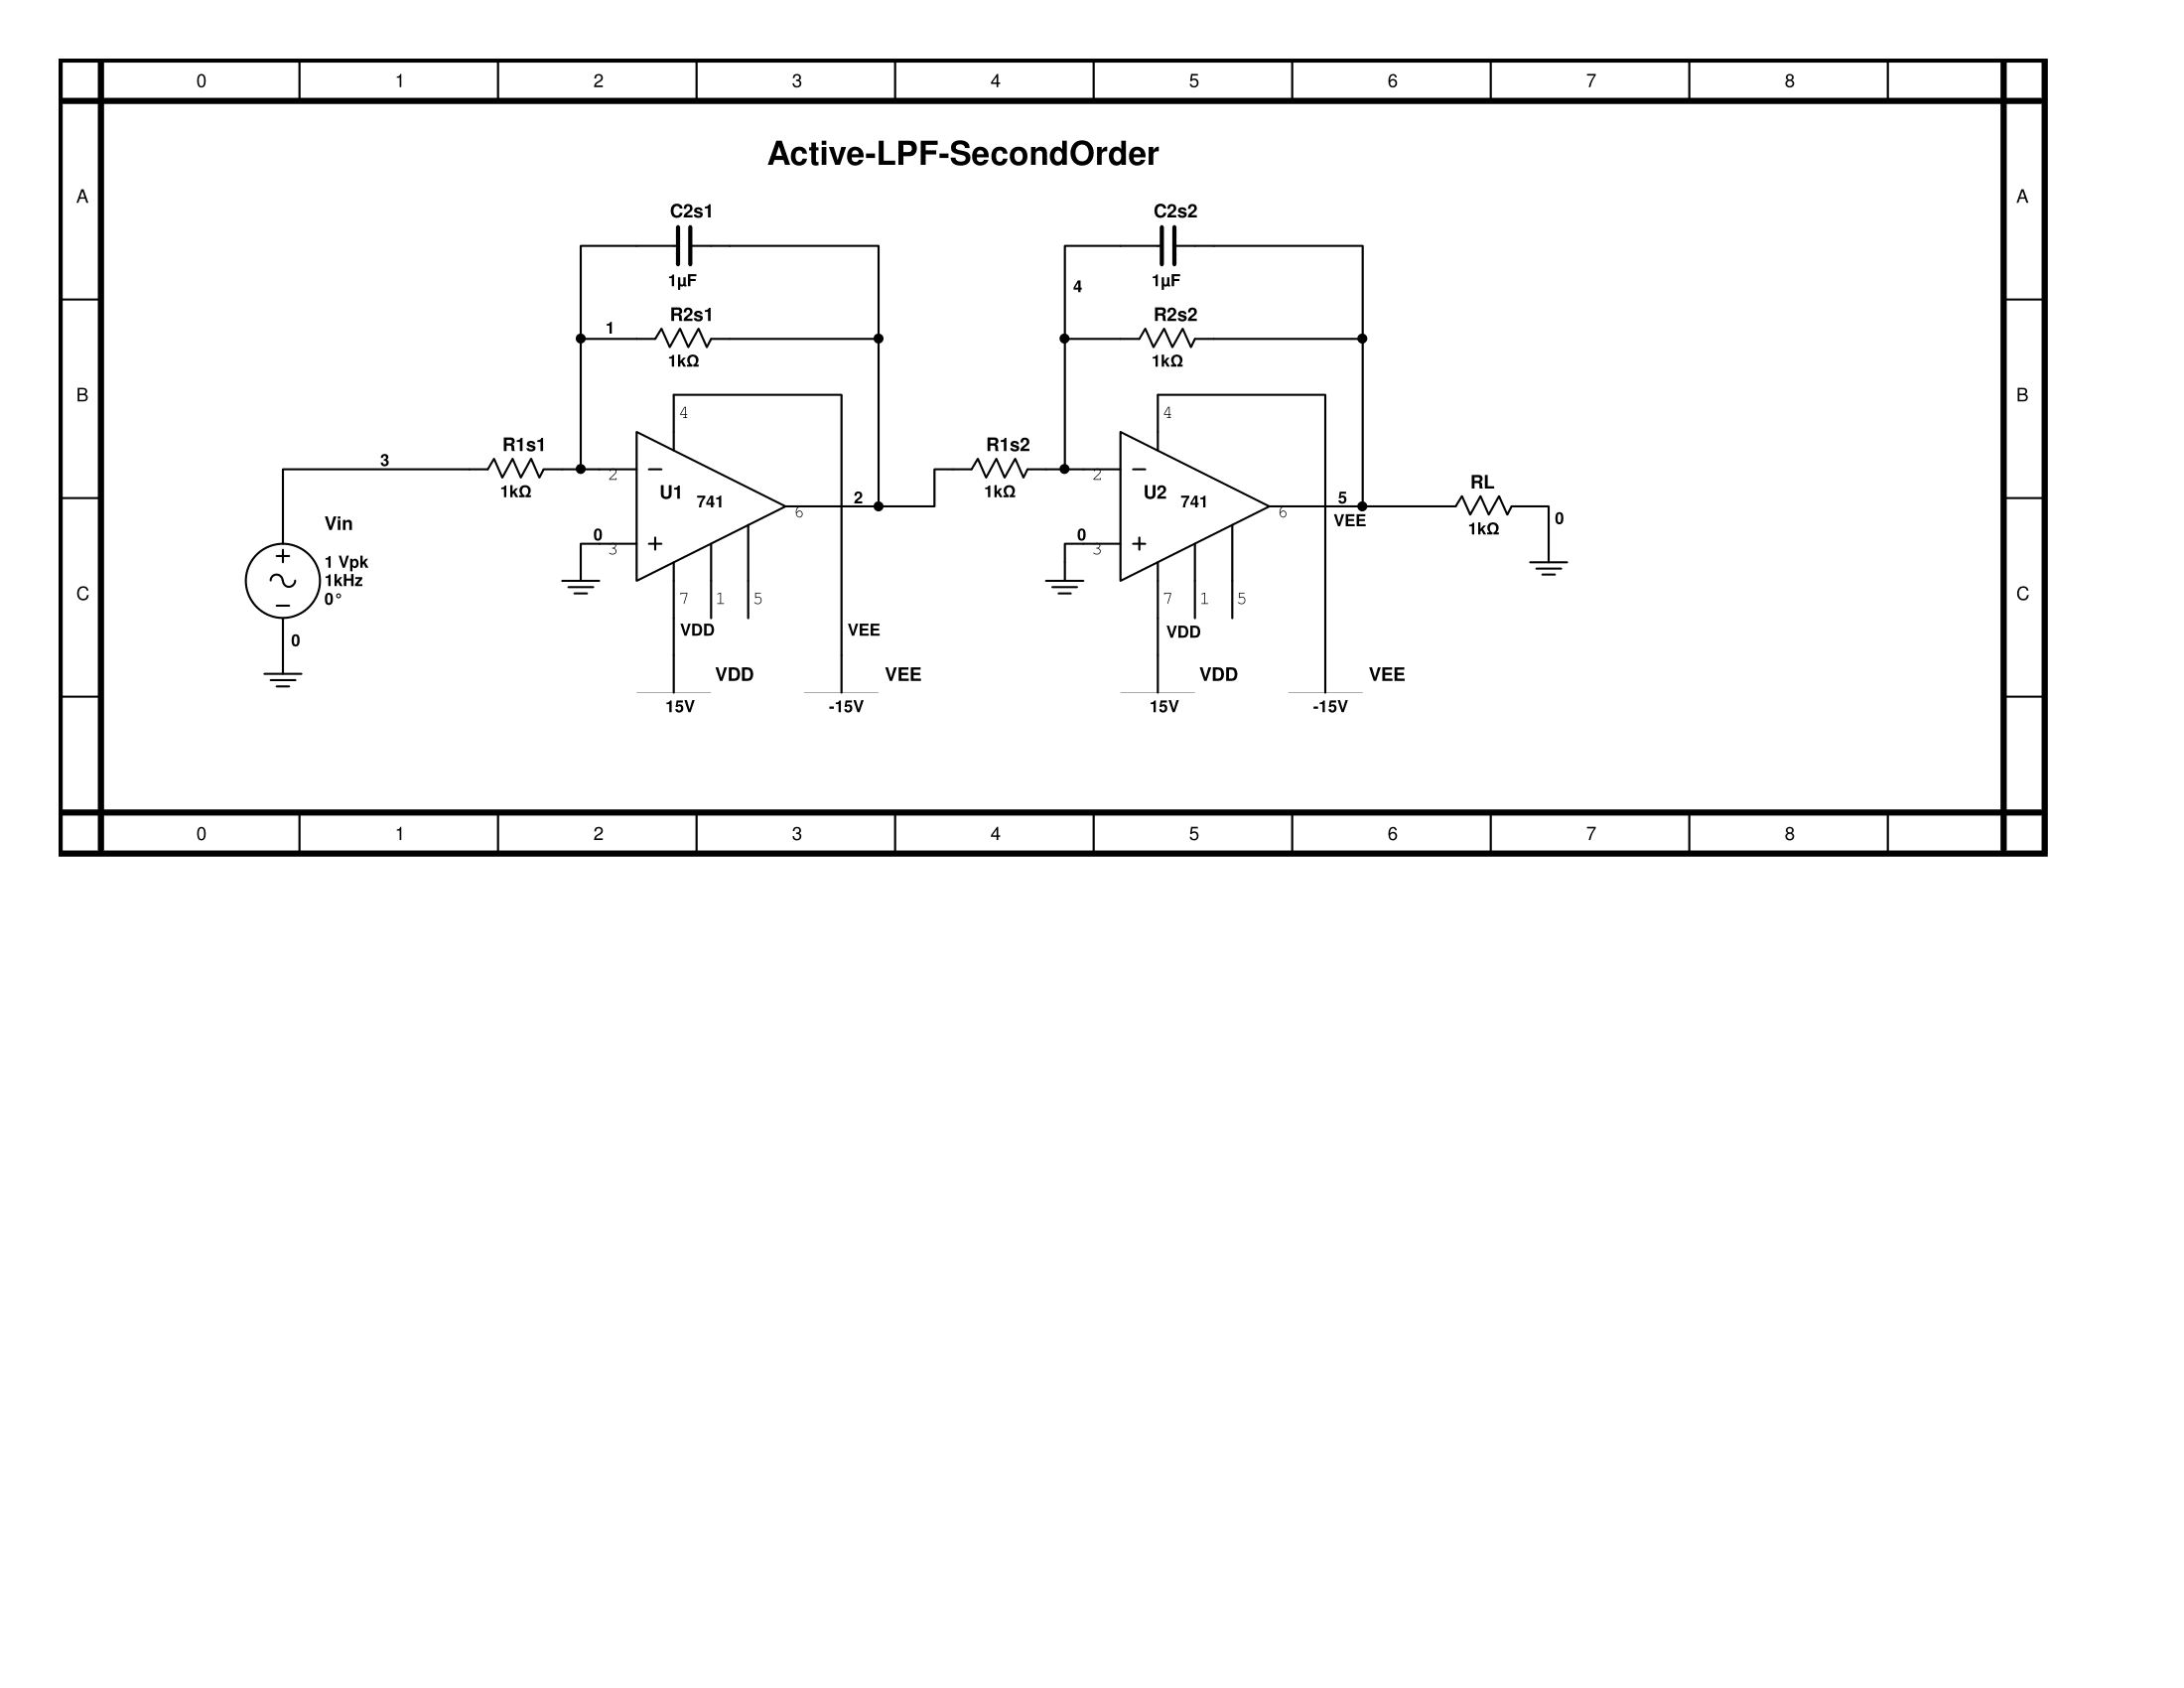 0 1 2 3 4 5 6 7 8
Active-LPF-SecondOrder
A A
C2s1 C2s2
1µF 1µF
4
R2s1 R2s2
1
1kΩ 1kΩ
B B
4 4
R1s1 R1s2
3
2 2
RL
1kΩ U1 741 1kΩ U2 741
2 5
6 6 VEE
Vin 1kΩ 0
0 3 0 3
1 Vpk
1kHz
0°
C C
7 1 5 7 1 5
VDD VEE VDD
0
VDD VEE VDD VEE
15V -15V 15V -15V
0 1 2 3 4 5 6 7 8